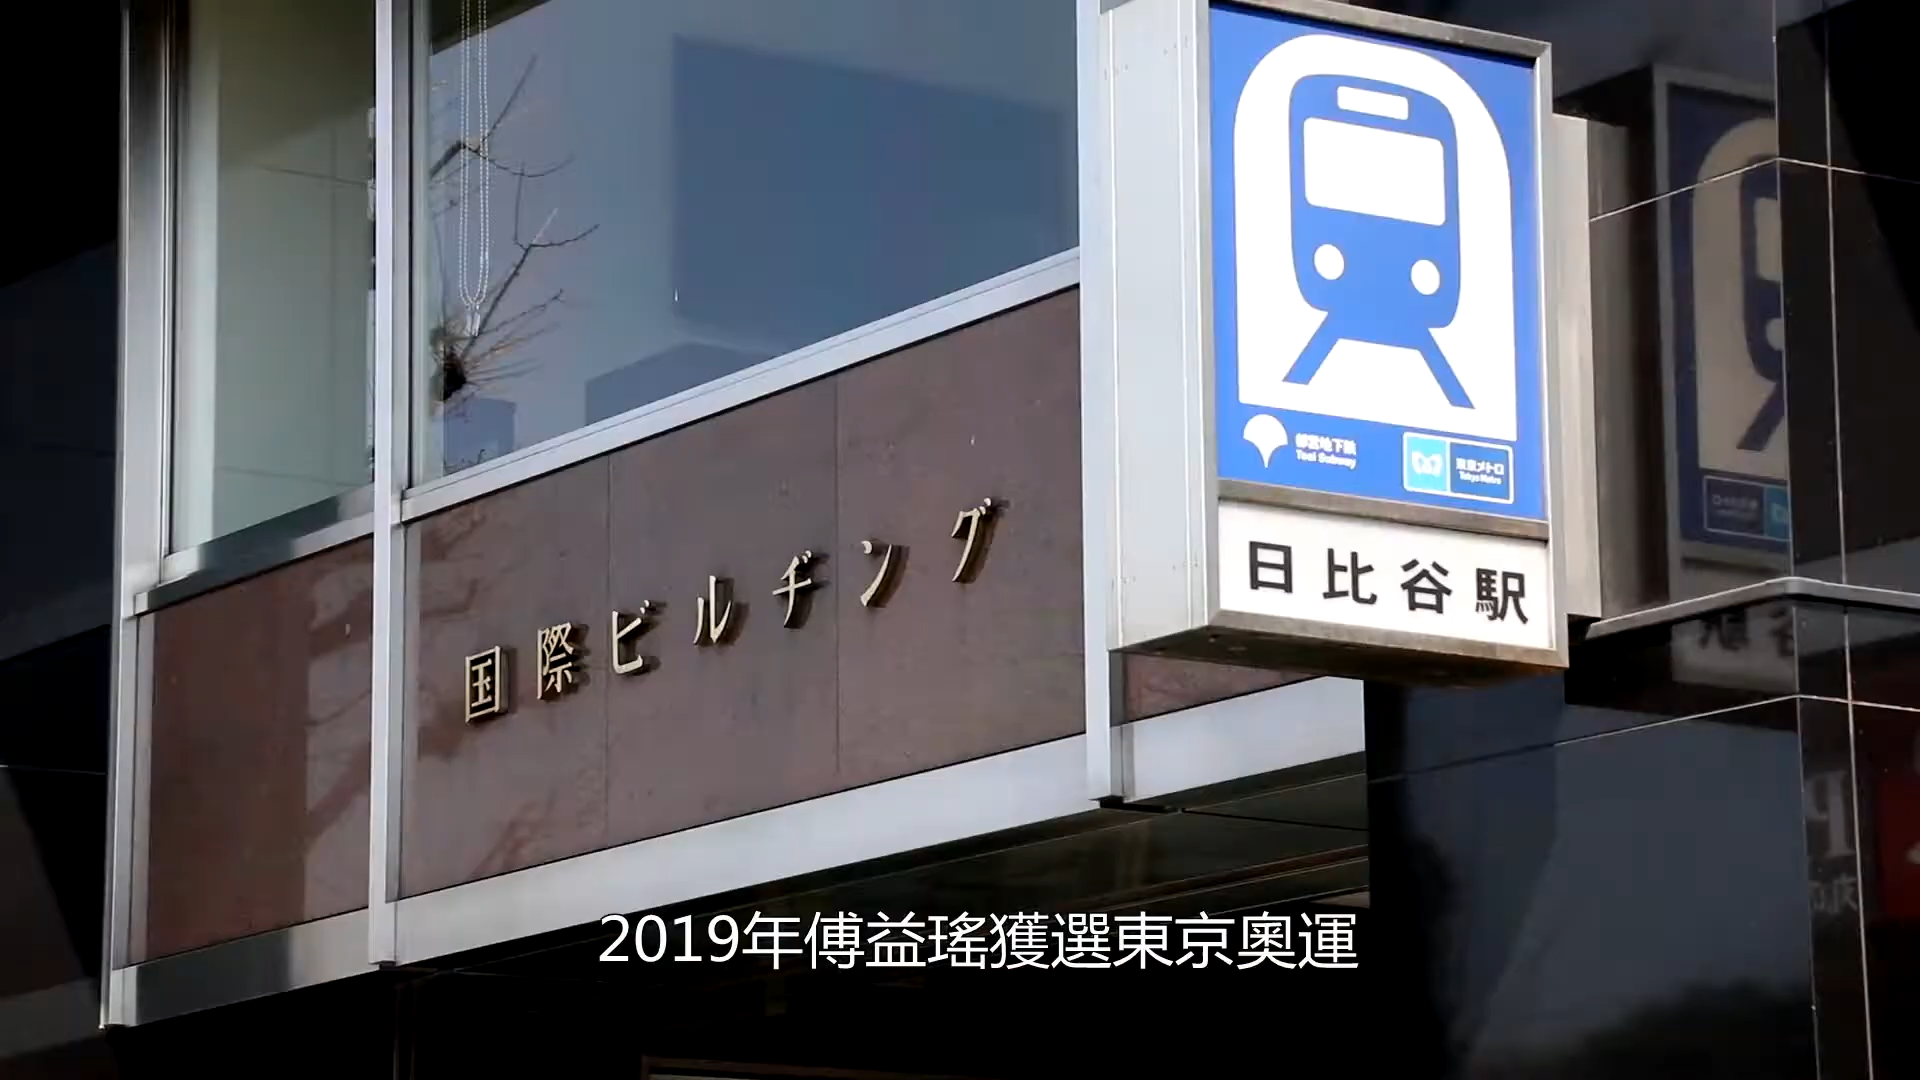 都営地下鉄
Toei Subway
東京メトロ
Tokyo Metro
日比谷駅
国際ビルヂング
2019年傅益瑤獲選東京奧運